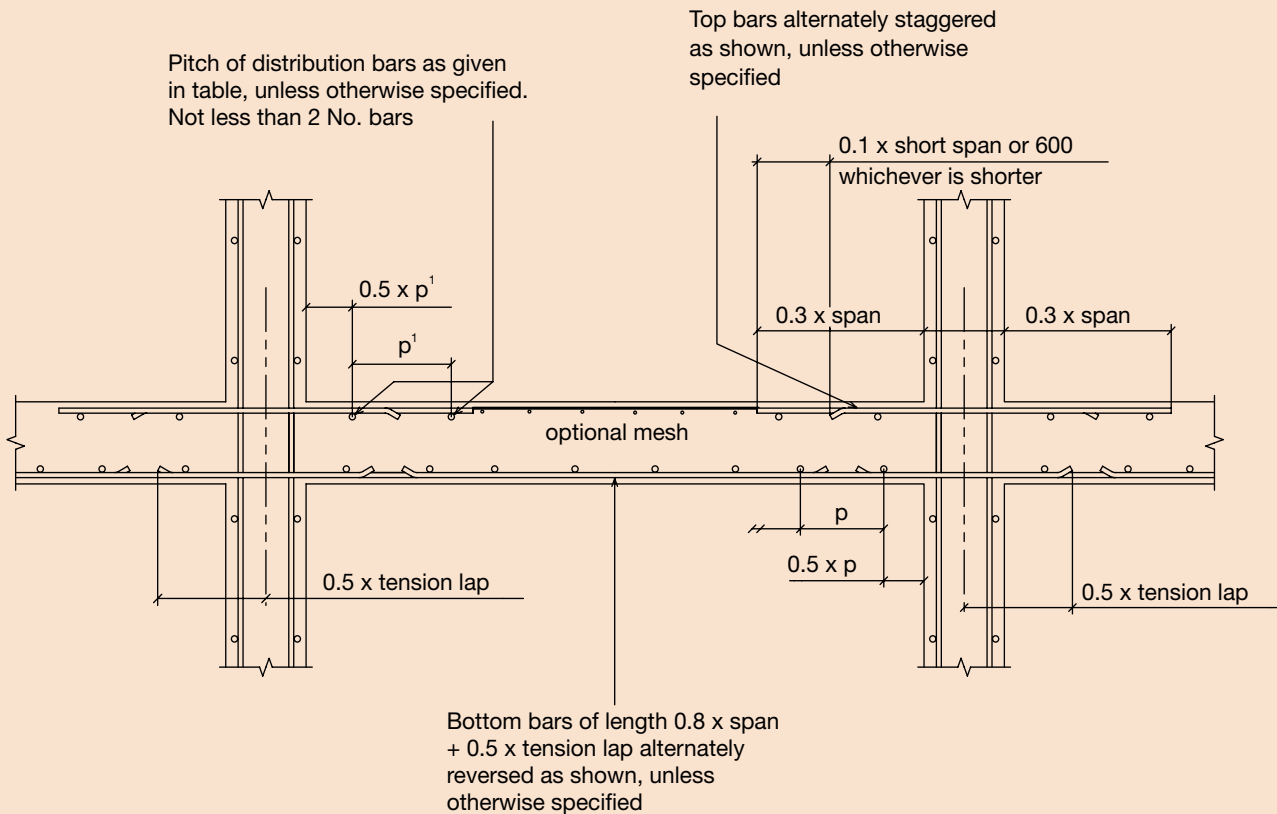 Top bars alternately staggered
as shown, unless otherwise
specified
Pitch of distribution bars as given
in table, unless otherwise specified.
Not less than 2 No. bars
0.1 x short span or 600
whichever is shorter
0.5 x p¹
0.3 x span
0.3 x span
p¹
optional mesh
p
0.5 x p
0.5 x tension lap
0.5 x tension lap
Bottom bars of length 0.8 x span
+ 0.5 x tension lap alternately
reversed as shown, unless
otherwise specified